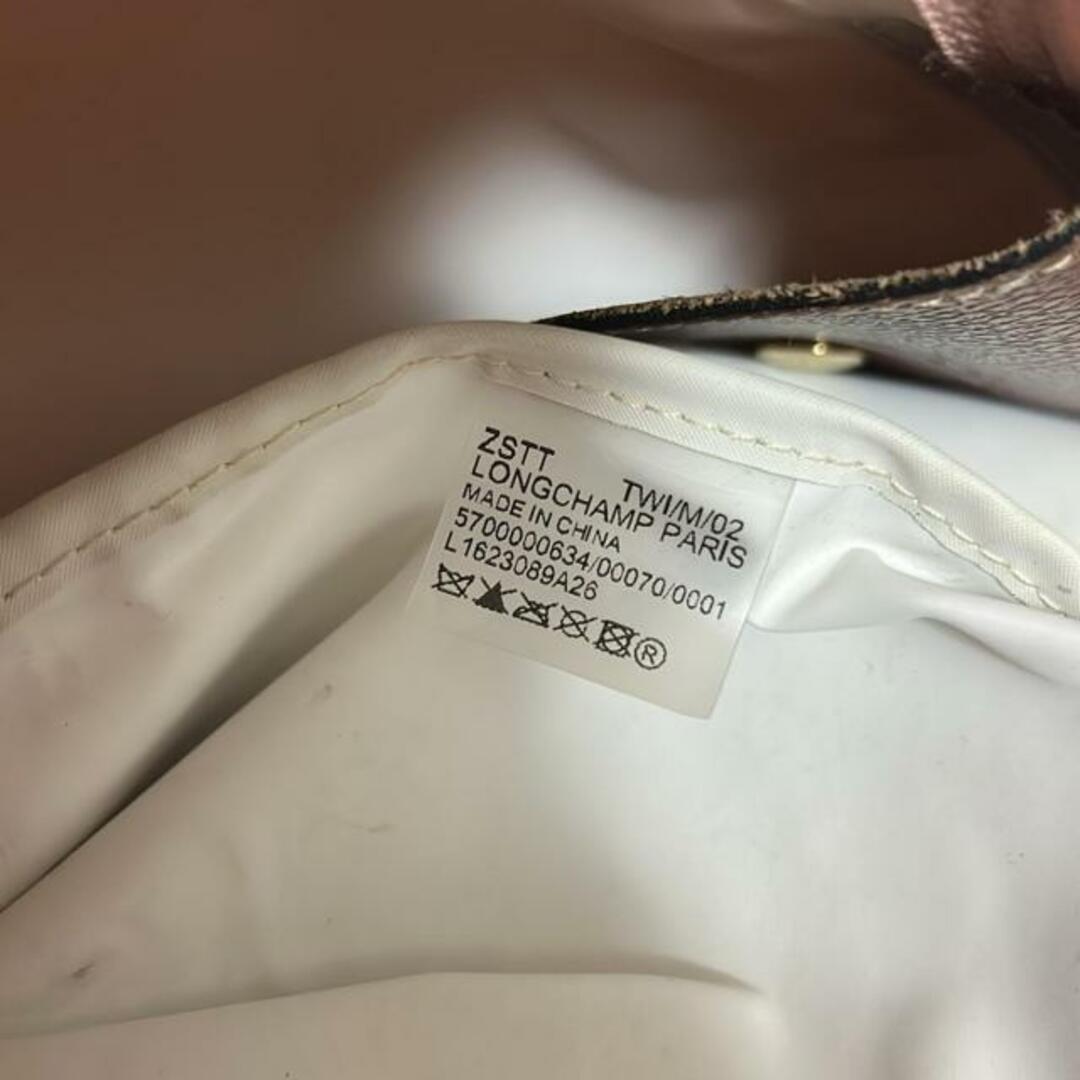 ZSTT TWI/M/02
LONGCHAMP PARIS
MADE IN CHINA
5700000634/00070/0001
L1623089A26
Ⓡ